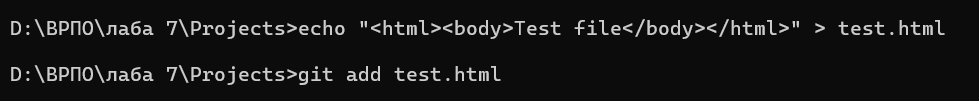 D:\ВРПО\лаба 7\Projects>echo "<html><body>Test file</body></html>" > test.html
D:\ВРПО\лаба 7\Projects>git add test.html